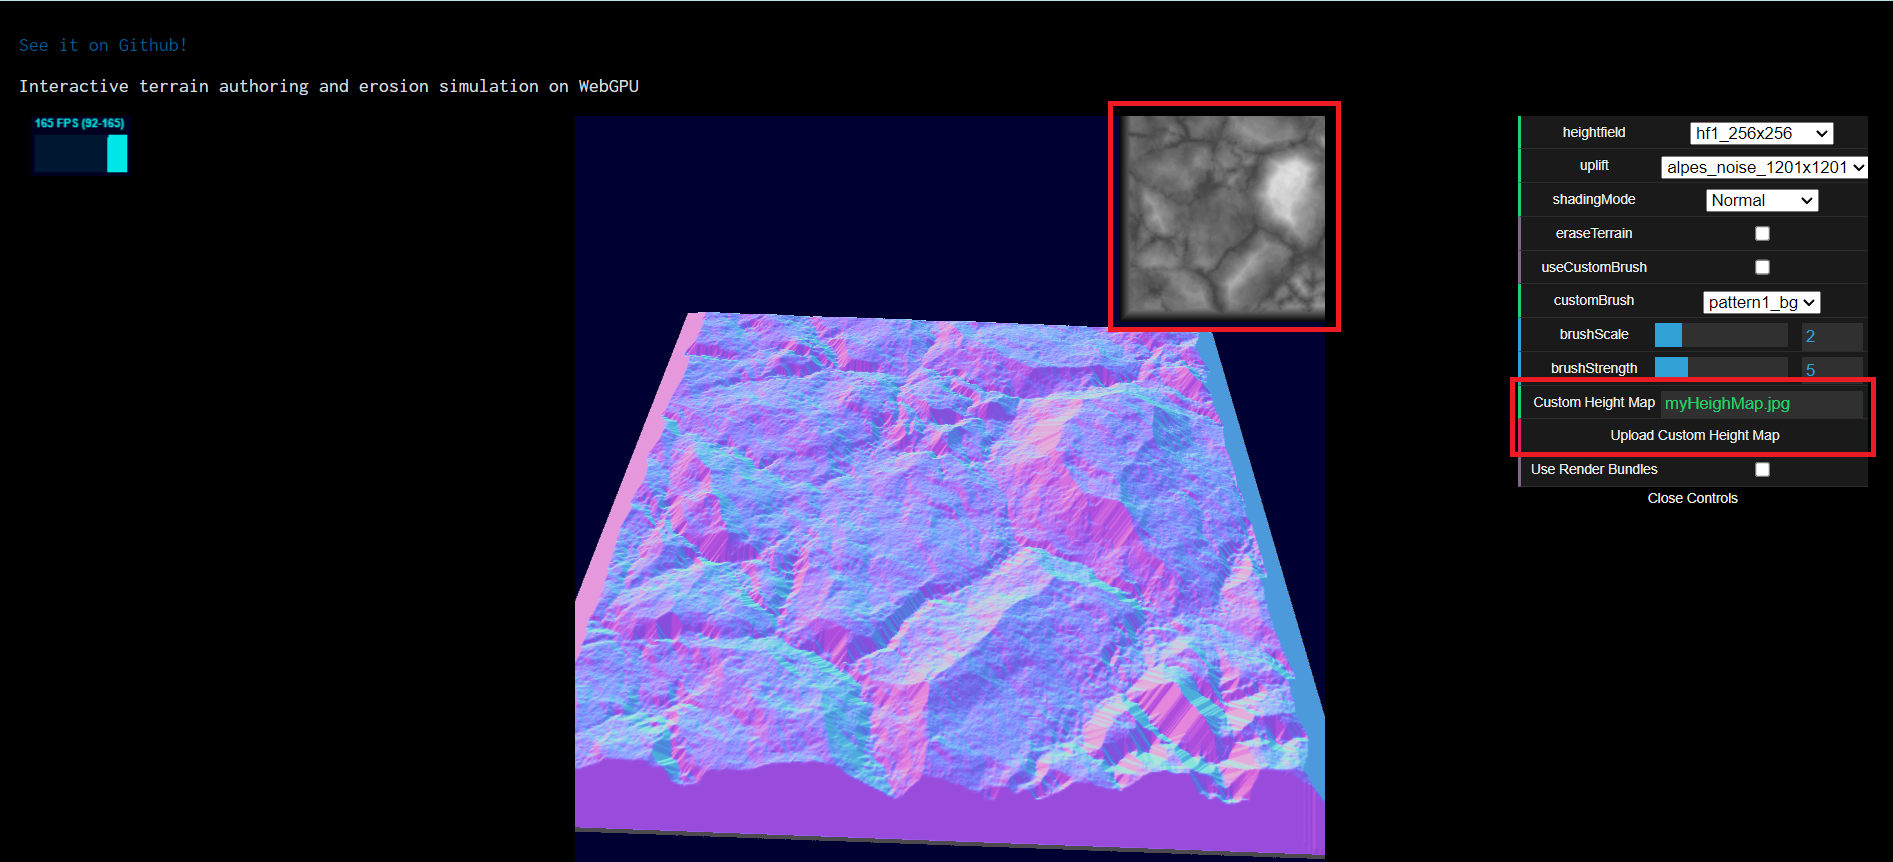 See it on Github!
Interactive terrain authoring and erosion simulation on WebGPU
165 FPS (92-165)
heightfield hf1_256x256
uplift alpes_noise_1201x1201
shadingMode Normal
eraseTerrain
useCustomBrush
customBrush pattern1_bg
brushScale 2
brushStrength 5
Custom Height Map myHeighMap.jpg
Upload Custom Height Map
Use Render Bundles
Close Controls